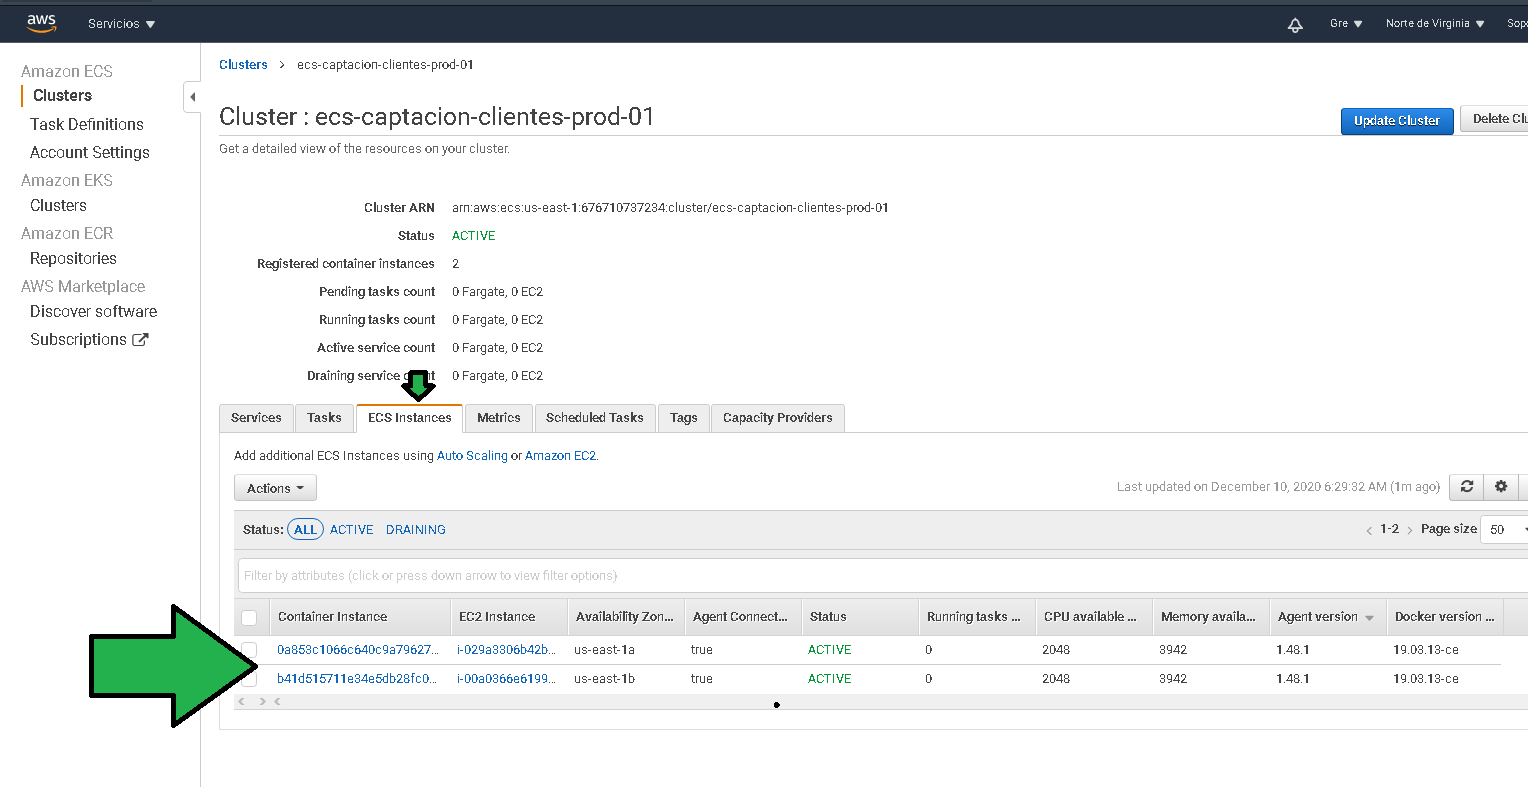 aws Servicios Gre Norte de Virginia
Amazon ECS
Clusters
Task Definitions
Account Settings
Amazon EKS
Clusters
Amazon ECR
Repositories
AWS Marketplace
Discover software
Subscriptions
Clusters > ecs-captacion-clientes-prod-01
Cluster : ecs-captacion-clientes-prod-01
Update Cluster Delete Clu
Get a detailed view of the resources on your cluster.
Cluster ARN arn:aws:ecs:us-east-1:676710737234:cluster/ecs-captacion-clientes-prod-01
Status ACTIVE
Registered container instances 2
Pending tasks count 0 Fargate, 0 EC2
Running tasks count 0 Fargate, 0 EC2
Active service count 0 Fargate, 0 EC2
Draining service count 0 Fargate, 0 EC2
Services Tasks ECS Instances Metrics Scheduled Tasks Tags Capacity Providers
Add additional ECS Instances using Auto Scaling or Amazon EC2.
Actions Last updated on December 10, 2020 6:29:32 AM (1m ago)
Status: ALL ACTIVE DRAINING < 1-2 > Page size 50
Filter by attributes (click or press down arrow to view filter options)
Container Instance EC2 Instance Availability Zon... Agent Connect... Status Running tasks ... CPU available ... Memory availa... Agent version Docker version ...
0a853c1066c640c9a79627... i-029a3306b42b... us-east-1a true ACTIVE 0 2048 3942 1.48.1 19.03.13-ce
b41d515711e34e5db28fc0... i-00a0366e6199... us-east-1b true ACTIVE 0 2048 3942 1.48.1 19.03.13-ce